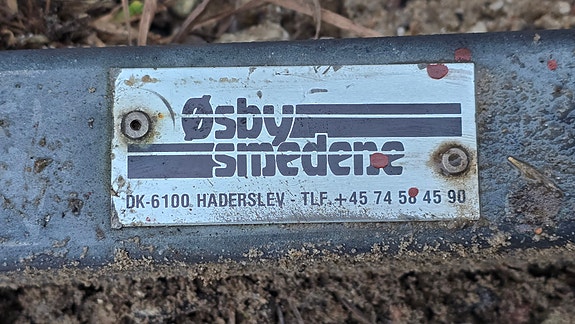 Øsby
smedene
DK-6100 HADERSLEV - TLF. +45 74 58 45 90